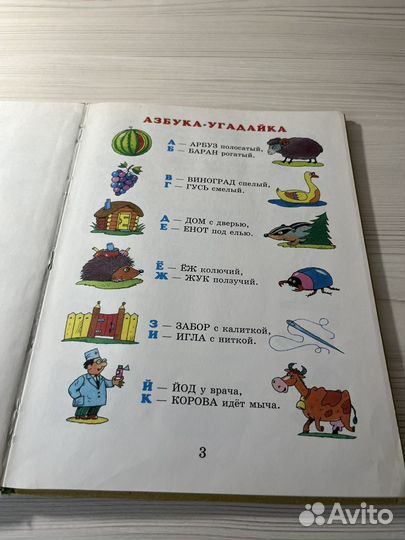 АЗБУКА-УГАДАЙКА
А — АРБУЗ полосатый,
Б — БАРАН рогатый.
В — ВИНОГРАД спелый,
Г — ГУСЬ смелый.
Д — ДОМ с дверью,
Е — ЕНОТ под елью.
Ё — ЁЖ колючий,
Ж — ЖУК ползучий.
З — ЗАБОР с калиткой,
И — ИГЛА с ниткой.
Й — ЙОД у врача,
К — КОРОВА идёт мыча.
3
Avito